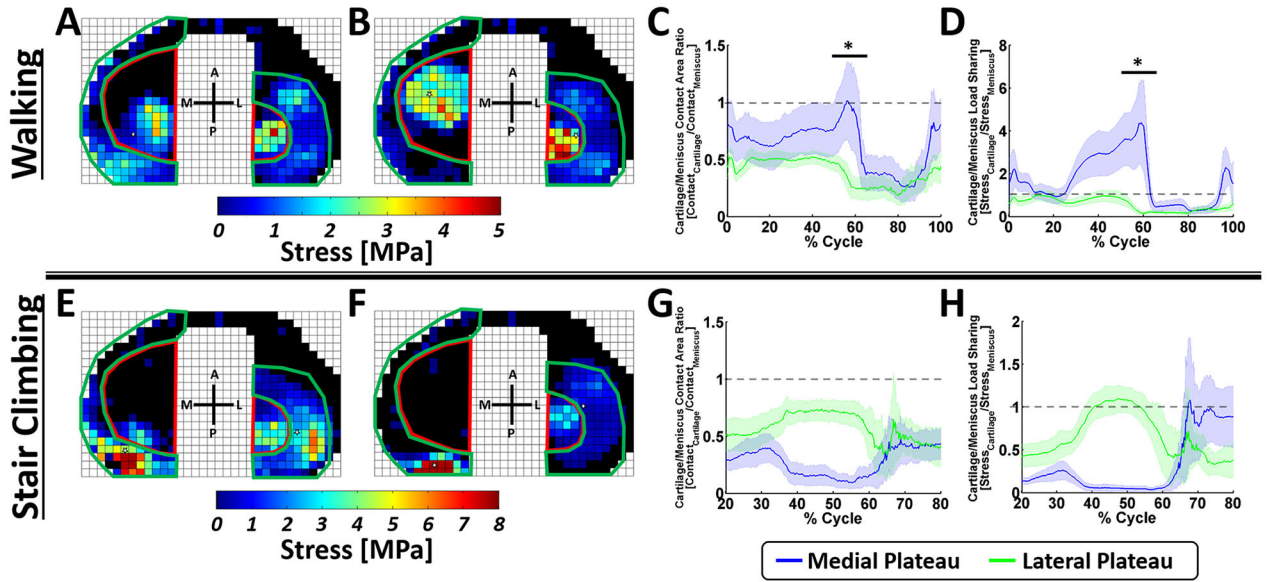 Walking
A
A
M
L
P
0 1 2 3 4 5
Stress [MPa]
B
A
M
L
P
C
Cartilage/Meniscus Contact Area Ratio
[Contact_Cartilage/Contact_Meniscus]
1.5
1
0.5
0
*
0 20 40 60 80 100
% Cycle
D
Cartilage/Meniscus Load Sharing
[Stress_Cartilage/Stress_Meniscus]
8
6
4
2
0
*
0 20 40 60 80 100
% Cycle
Stair Climbing
E
A
M
L
P
0 1 2 3 4 5 6 7 8
Stress [MPa]
F
A
M
L
P
G
Cartilage/Meniscus Contact Area Ratio
[Contact_Cartilage/Contact_Meniscus]
1.5
1
0.5
0
20 30 40 50 60 70 80
% Cycle
H
Cartilage/Meniscus Load Sharing
[Stress_Cartilage/Stress_Meniscus]
2
1.5
1
0.5
0
20 30 40 50 60 70 80
% Cycle
Medial Plateau
Lateral Plateau